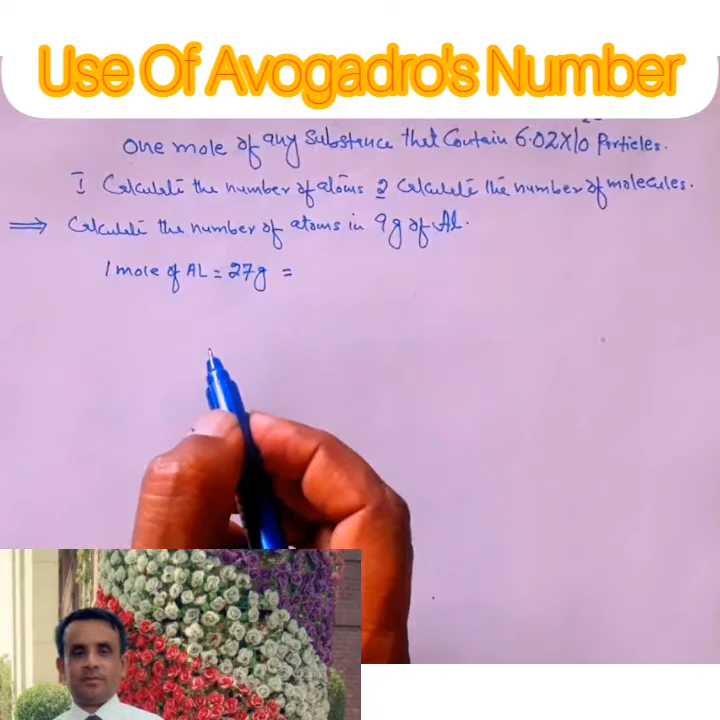 Use Of Avogadro's Number
One mole of any substance that Contain 6.02X10 Particles.
I Calculate the number of atoms 2 Calculate the number of molecules.
⇒ Calculate the number of atoms in 9g of Al.
1 mole of AL = 27g =